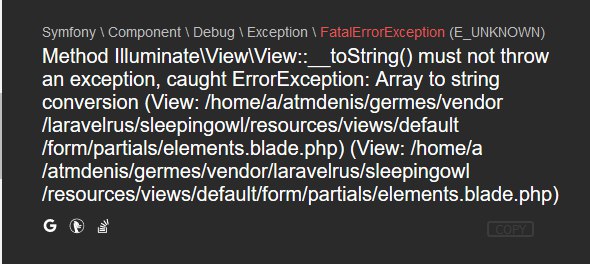 Symfony \ Component \ Debug \ Exception \ FatalErrorException (E_UNKNOWN)
Method Illuminate\View\View::__toString() must not throw
an exception, caught ErrorException: Array to string
conversion (View: /home/a/atmdenis/germes/vendor
/laravelrus/sleepingowl/resources/views/default
/form/partials/elements.blade.php) (View: /home/a
/atmdenis/germes/vendor/laravelrus/sleepingowl
/resources/views/default/form/partials/elements.blade.php)
G
COPY